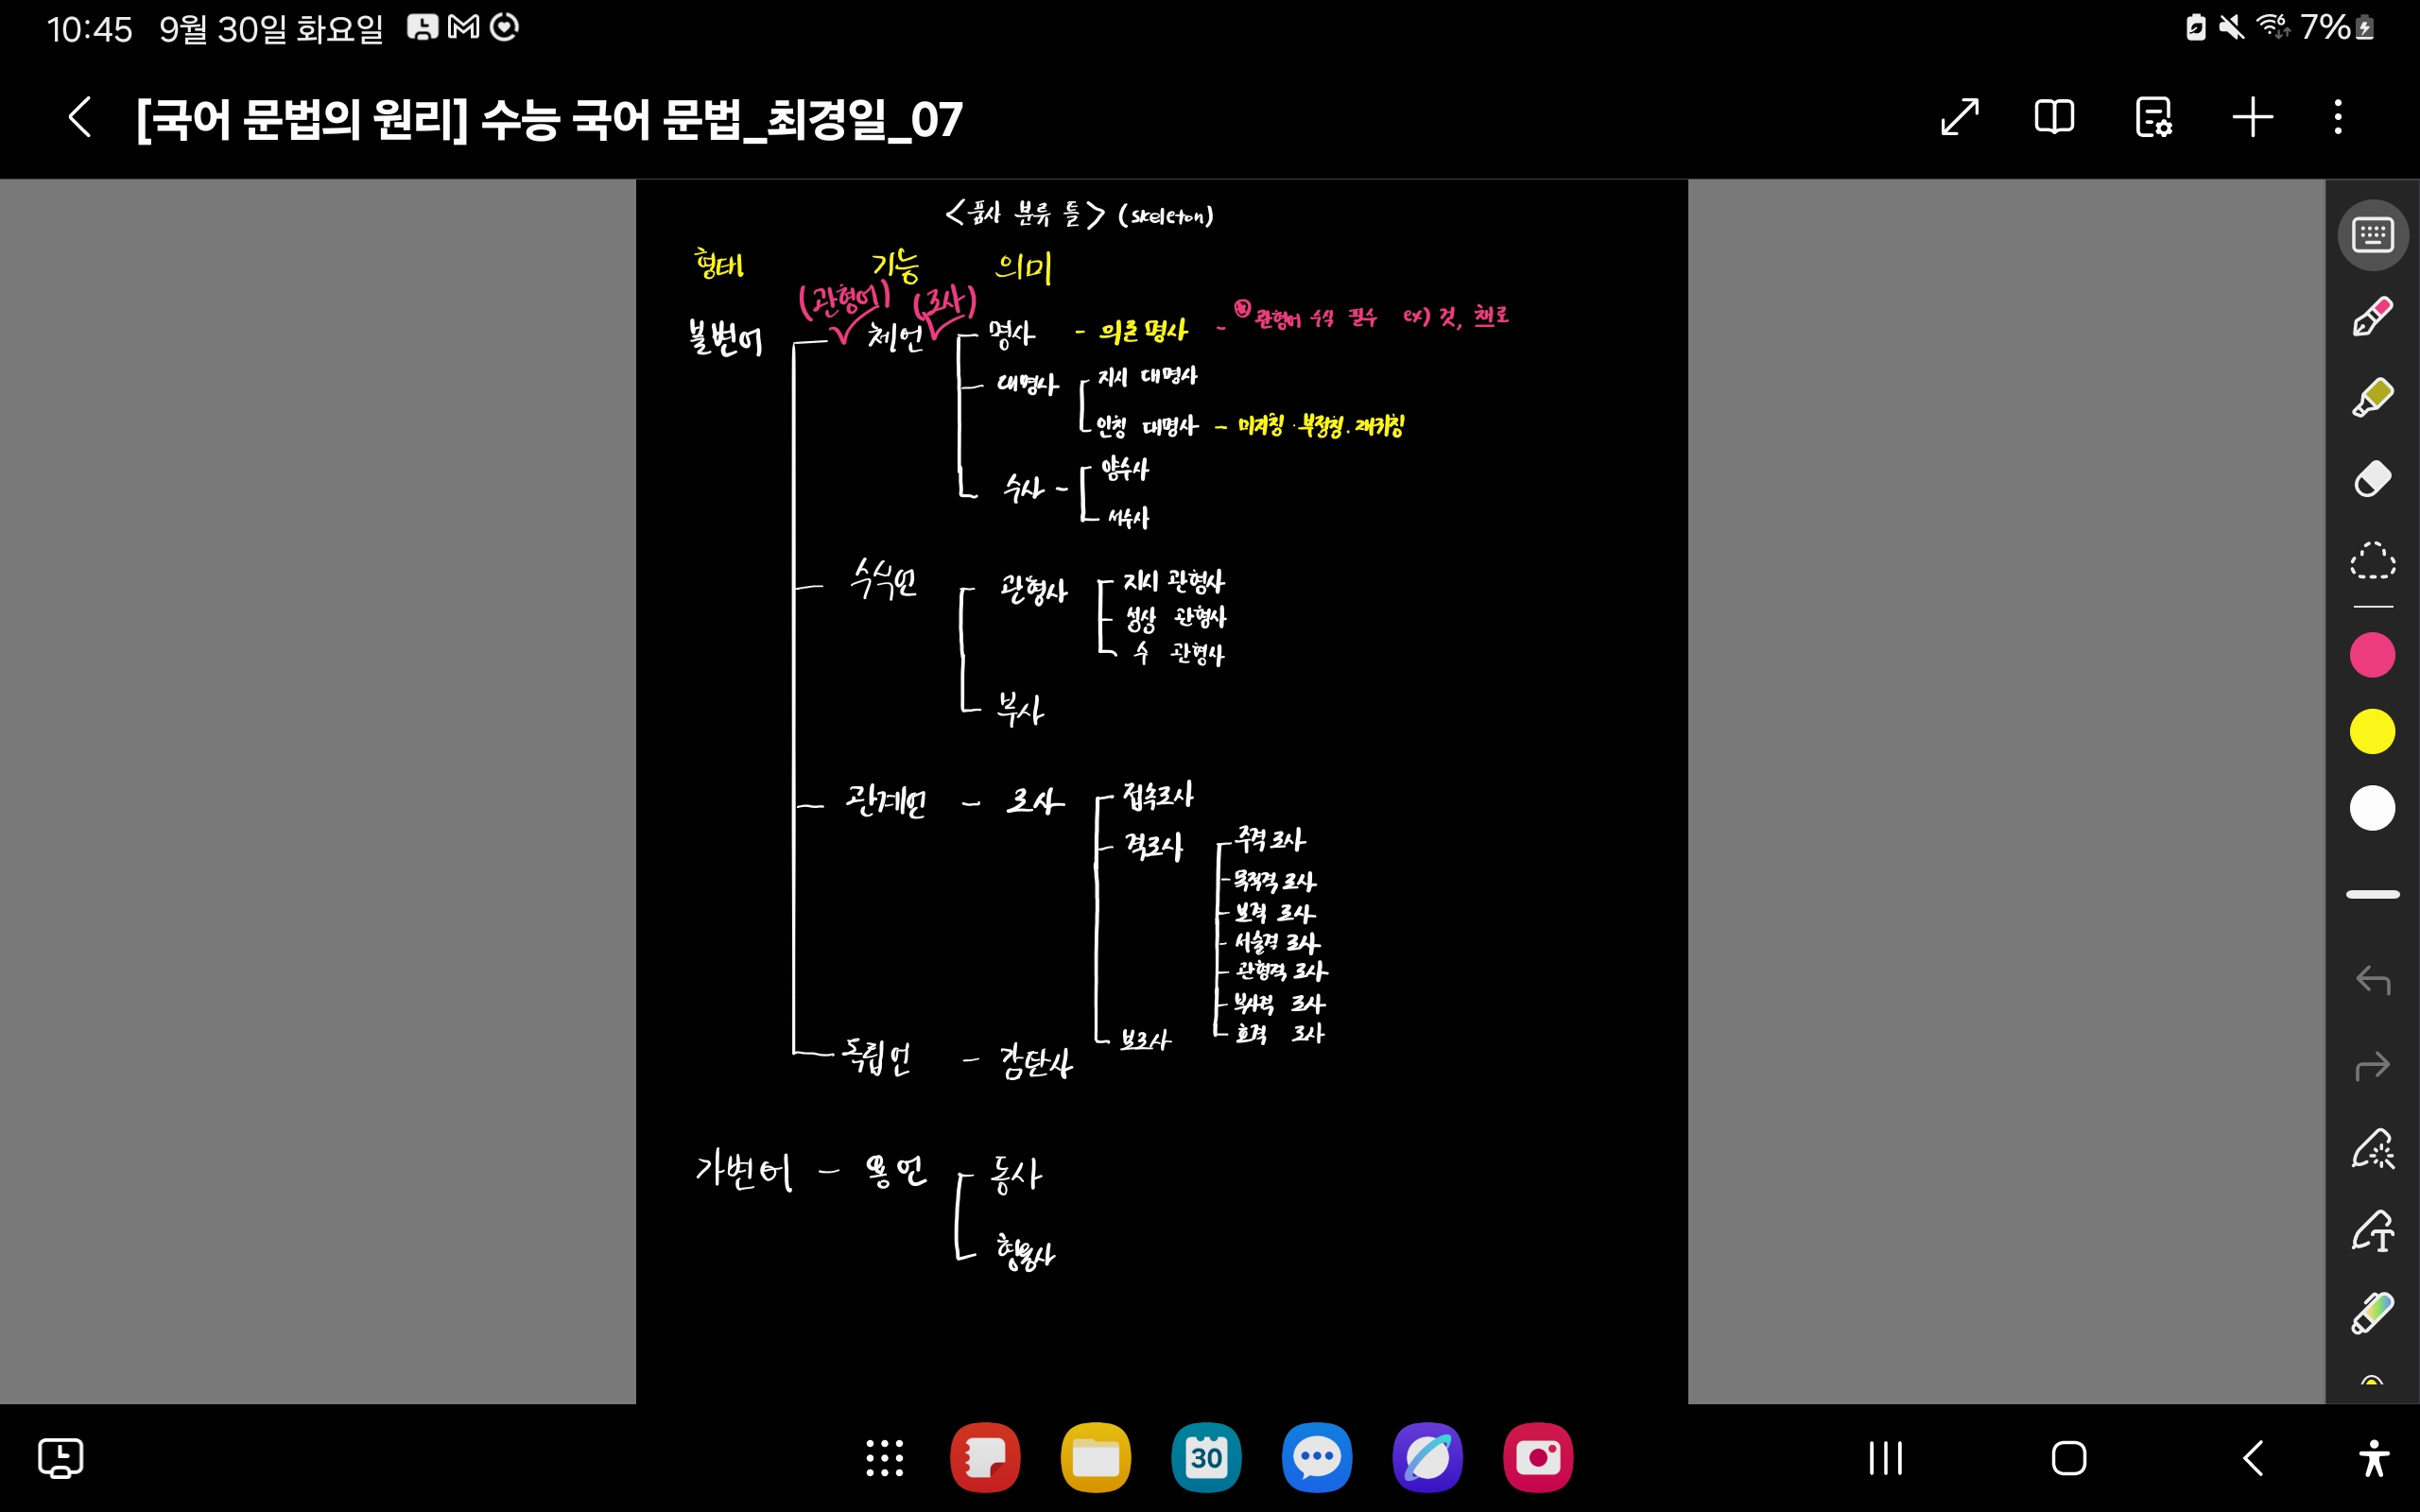 10:45 9월 30일 화요일 7%
[국어 문법의 원리] 수능 국어 문법_최경일_07
<품사 분류 틀> (skeleton)
형태 기능 의미
(관형어) (조사)
불변어 체언 명사 - 의존 명사 - 관형어 수식 필수 ex) 것, 채로
대명사 지시 대명사
인칭 대명사 - 미지칭·부정칭·재귀칭
수사 - 양수사
서수사
수식언 관형사 지시 관형사
성상 관형사
수 관형사
부사
관계언 - 조사 접속조사
격조사 주격 조사
목적격 조사
보격 조사
서술격 조사
관형격 조사
부사격 조사
호격 조사
보조사
독립언 - 감탄사
가변어 - 용언 동사
형용사
30